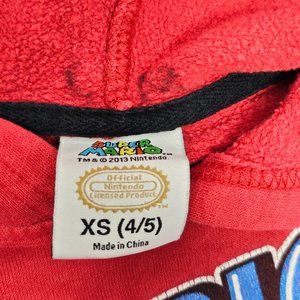 SUPER
MARIO
TM & © 2013 Nintendo.
Official
Nintendo
Licensed Product
XS (4/5)
Made in China